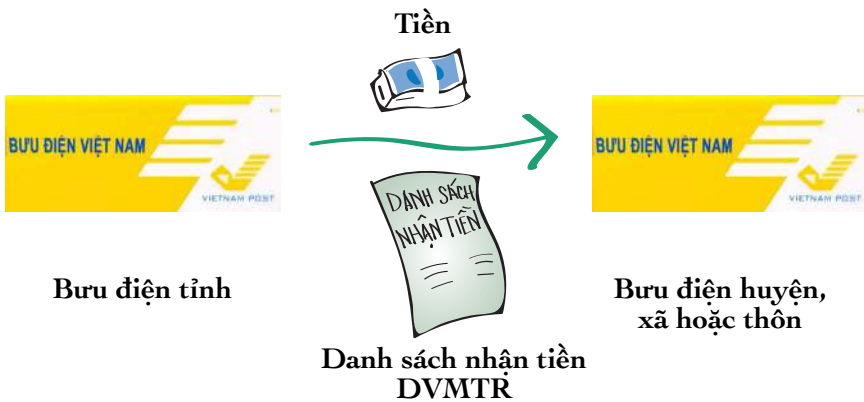 Tiền
BƯU ĐIỆN VIỆT NAM
VIETNAM POST
BƯU ĐIỆN VIỆT NAM
VIETNAM POST
DANH SÁCH
NHẬN TIỀN
Bưu điện tỉnh
Bưu điện huyện,
xã hoặc thôn
Danh sách nhận tiền
DVMTR